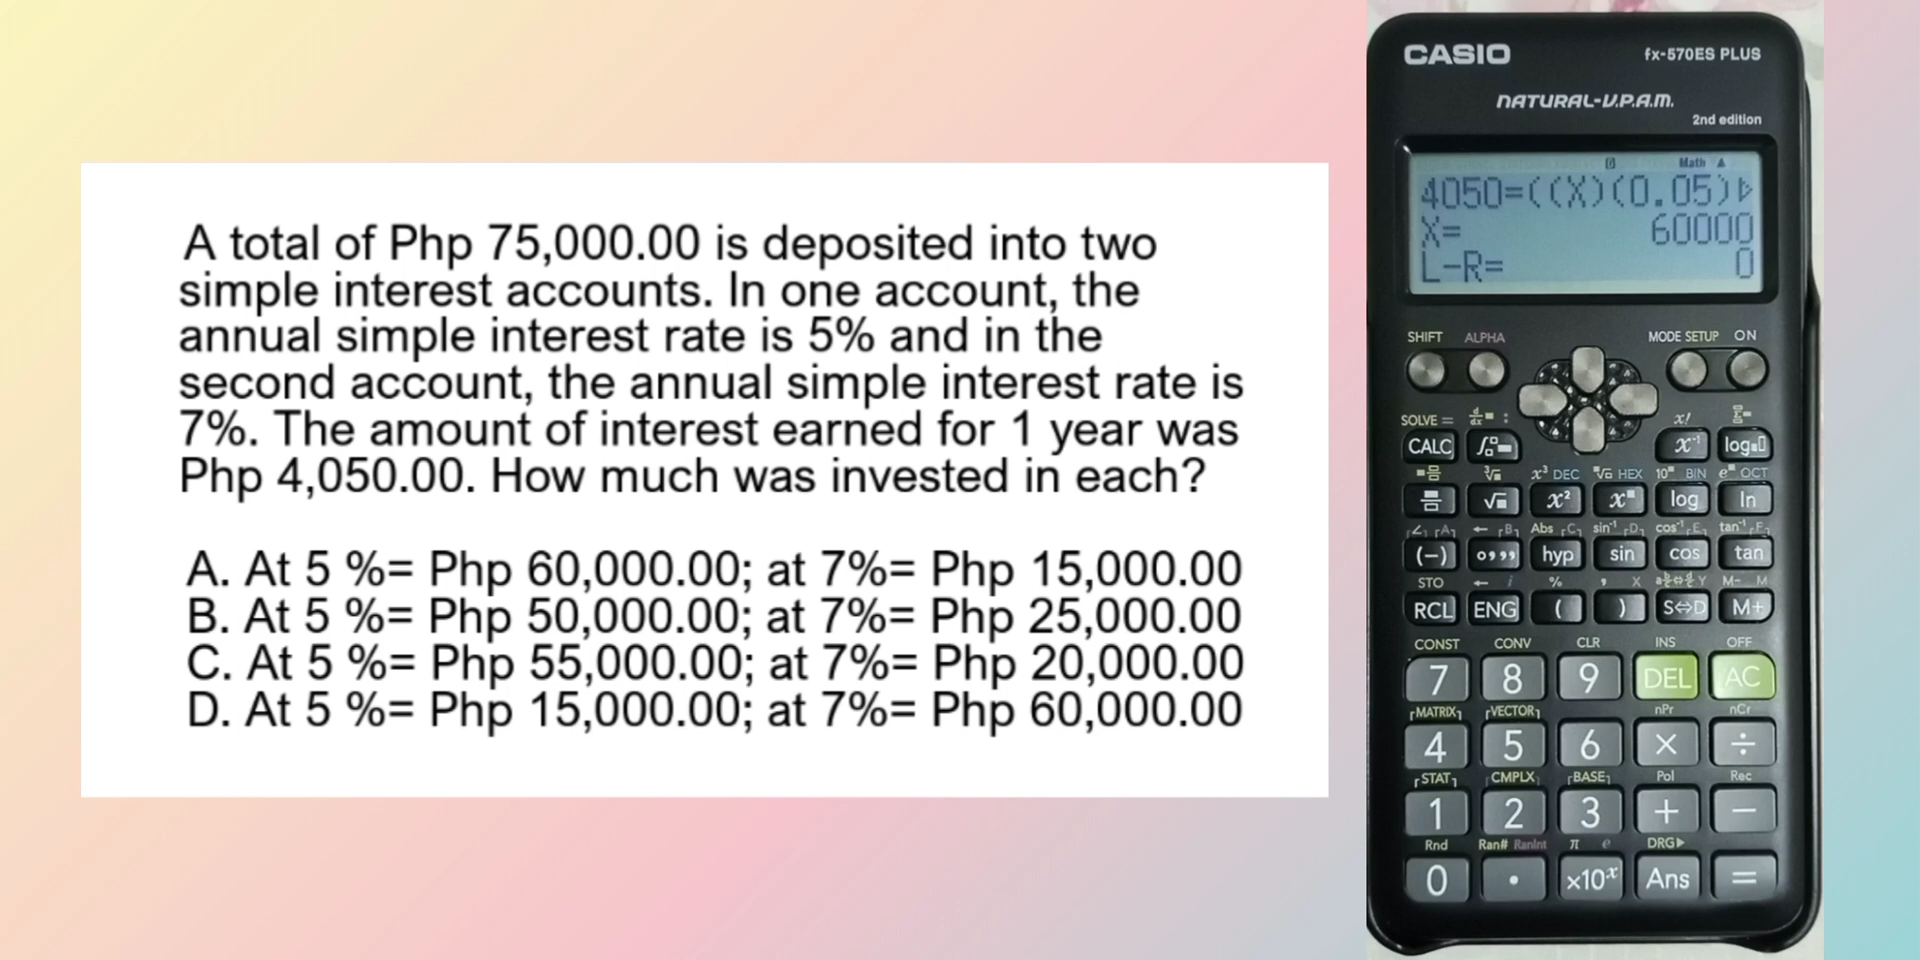 A total of Php 75,000.00 is deposited into two
simple interest accounts. In one account, the
annual simple interest rate is 5% and in the
second account, the annual simple interest rate is
7%. The amount of interest earned for 1 year was
Php 4,050.00. How much was invested in each?
A. At 5 %= Php 60,000.00; at 7%= Php 15,000.00
B. At 5 %= Php 50,000.00; at 7%= Php 25,000.00
C. At 5 %= Php 55,000.00; at 7%= Php 20,000.00
D. At 5 %= Php 15,000.00; at 7%= Php 60,000.00
CASIO fx-570ES PLUS
NATURAL-V.P.A.M.
2nd edition
Math ▲
4050=((X)(0.05)
X= 60000
L-R= 0
SHIFT ALPHA MODE SETUP ON
SOLVE = d/dx x!
CALC x⁻¹ log
x³ DEC HEX 10 BIN e OCT
x² log ln
A B Abs C sin⁻¹ D cos⁻¹ E tan⁻¹ F
(−) hyp sin cos tan
STO ← i % , X Y M− M
RCL ENG ( ) S⇔D M+
CONST CONV CLR INS OFF
7 8 9 DEL AC
MATRIX VECTOR nPr nCr
4 5 6 × ÷
STAT CMPLX BASE Pol Rec
1 2 3 + −
Rnd Ran# RanInt π e DRG▶
0 • ×10ˣ Ans =